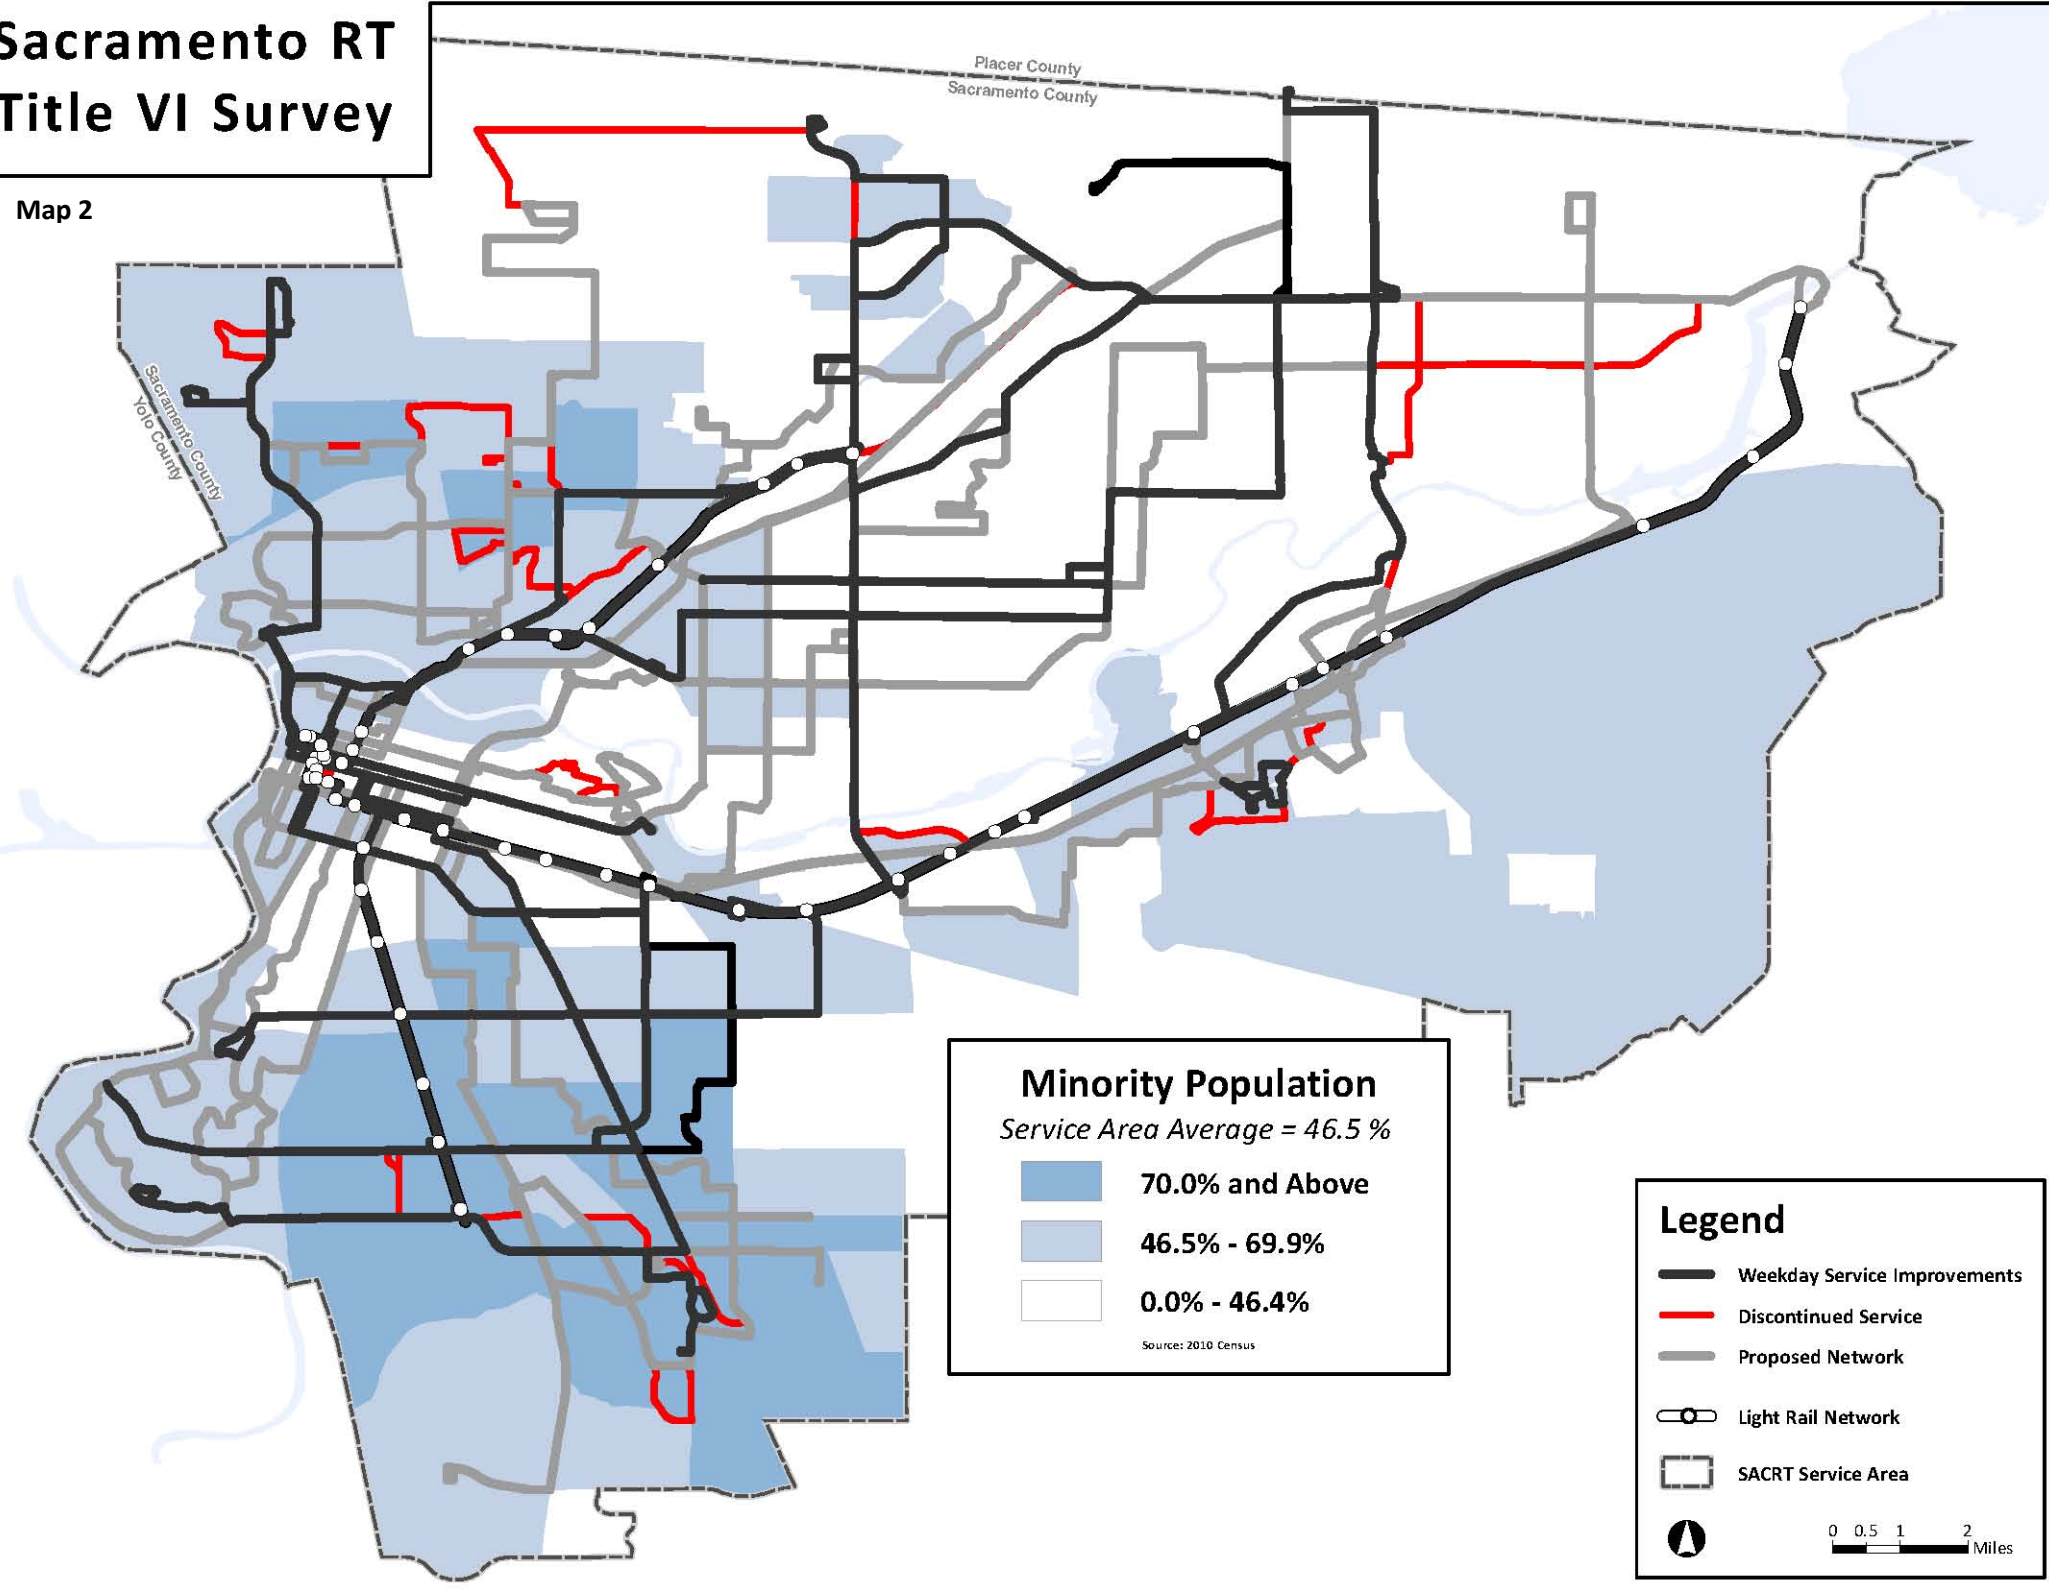 Sacramento RT
Title VI Survey
Map 2
Placer County
Sacramento County
Sacramento County
Yolo County
Minority Population
Service Area Average = 46.5 %
70.0% and Above
46.5% - 69.9%
0.0% - 46.4%
Source: 2010 Census
Legend
Weekday Service Improvements
Discontinued Service
Proposed Network
Light Rail Network
SACRT Service Area
0 0.5 1 2
Miles